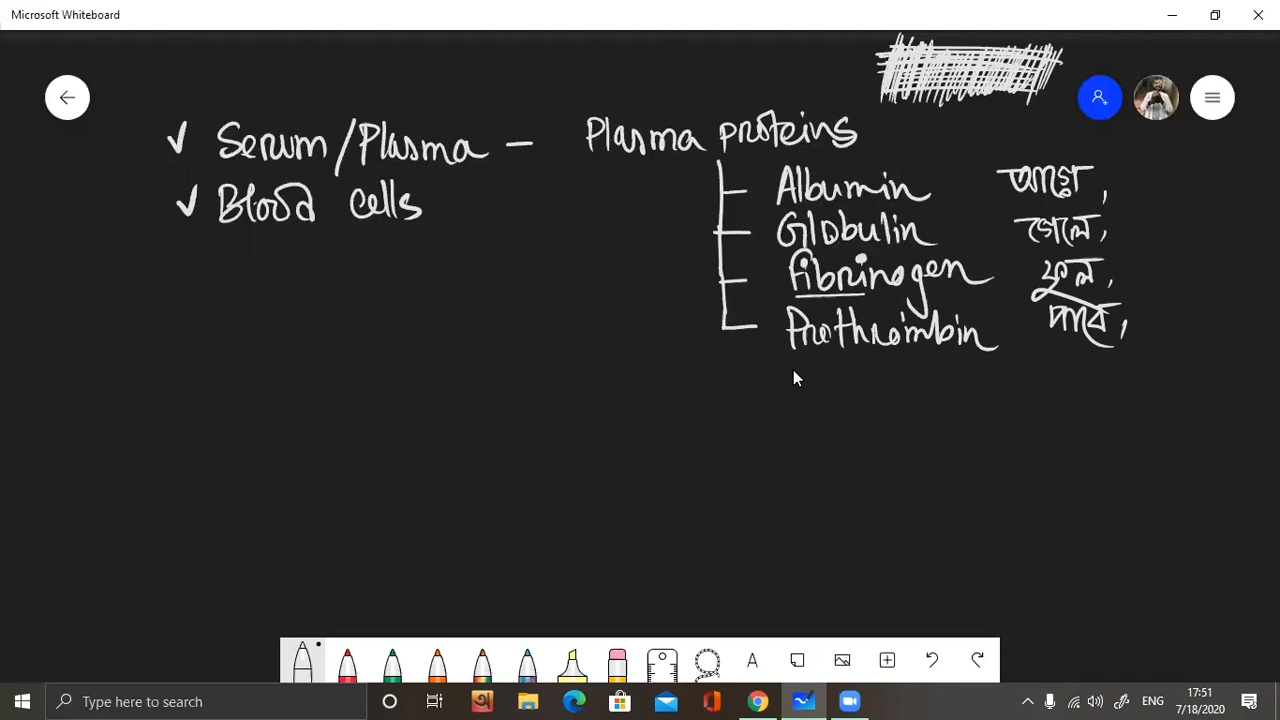 Microsoft Whiteboard
✓ Serum/Plasma — Plasma proteins
✓ Blood cells
Albumin আগে,
Globulin গেলে,
Fibrinogen ফুল,
Prothrombin পাবে,
A
Type here to search
ENG
17:51
7/18/2020